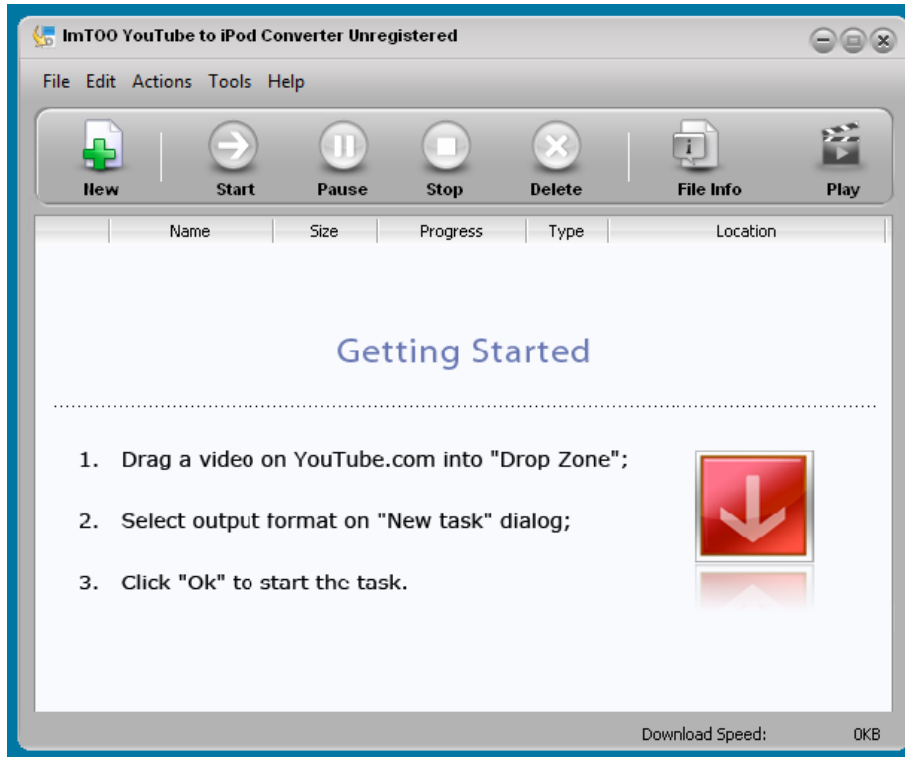 ImTOO YouTube to iPod Converter Unregistered
File Edit Actions Tools Help
New Start Pause Stop Delete File Info Play
Name Size Progress Type Location
Getting Started
1. Drag a video on YouTube.com into "Drop Zone";
2. Select output format on "New task" dialog;
3. Click "Ok" to start the task.
Download Speed: 0KB